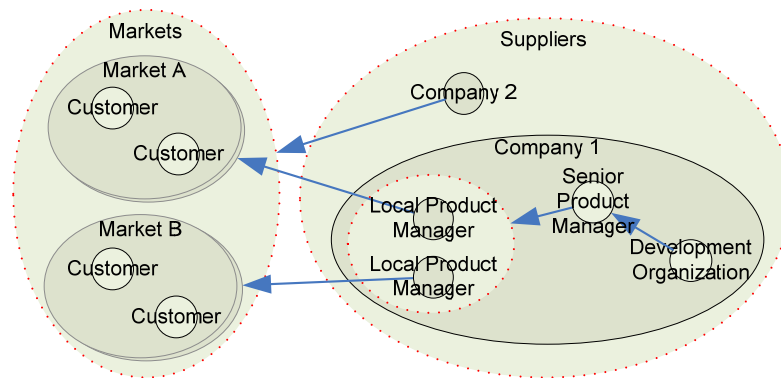 Markets
Market A
Customer
Customer
Market B
Customer
Customer
Suppliers
Company 2
Company 1
Local Product
Manager
Local Product
Manager
Senior
Product
Manager
Development
Organization